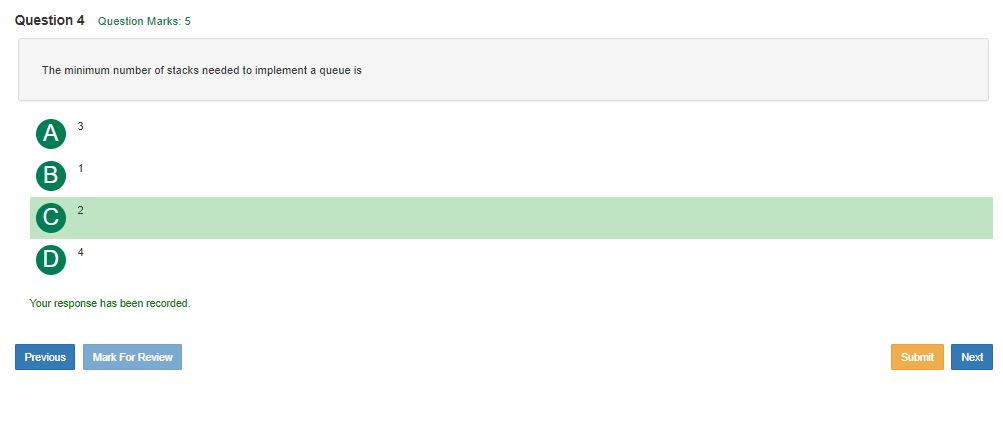 Question 4 Question Marks: 5
The minimum number of stacks needed to implement a queue is
A 3
B 1
C 2
D 4
Your response has been recorded.
Previous Mark For Review Submit Next